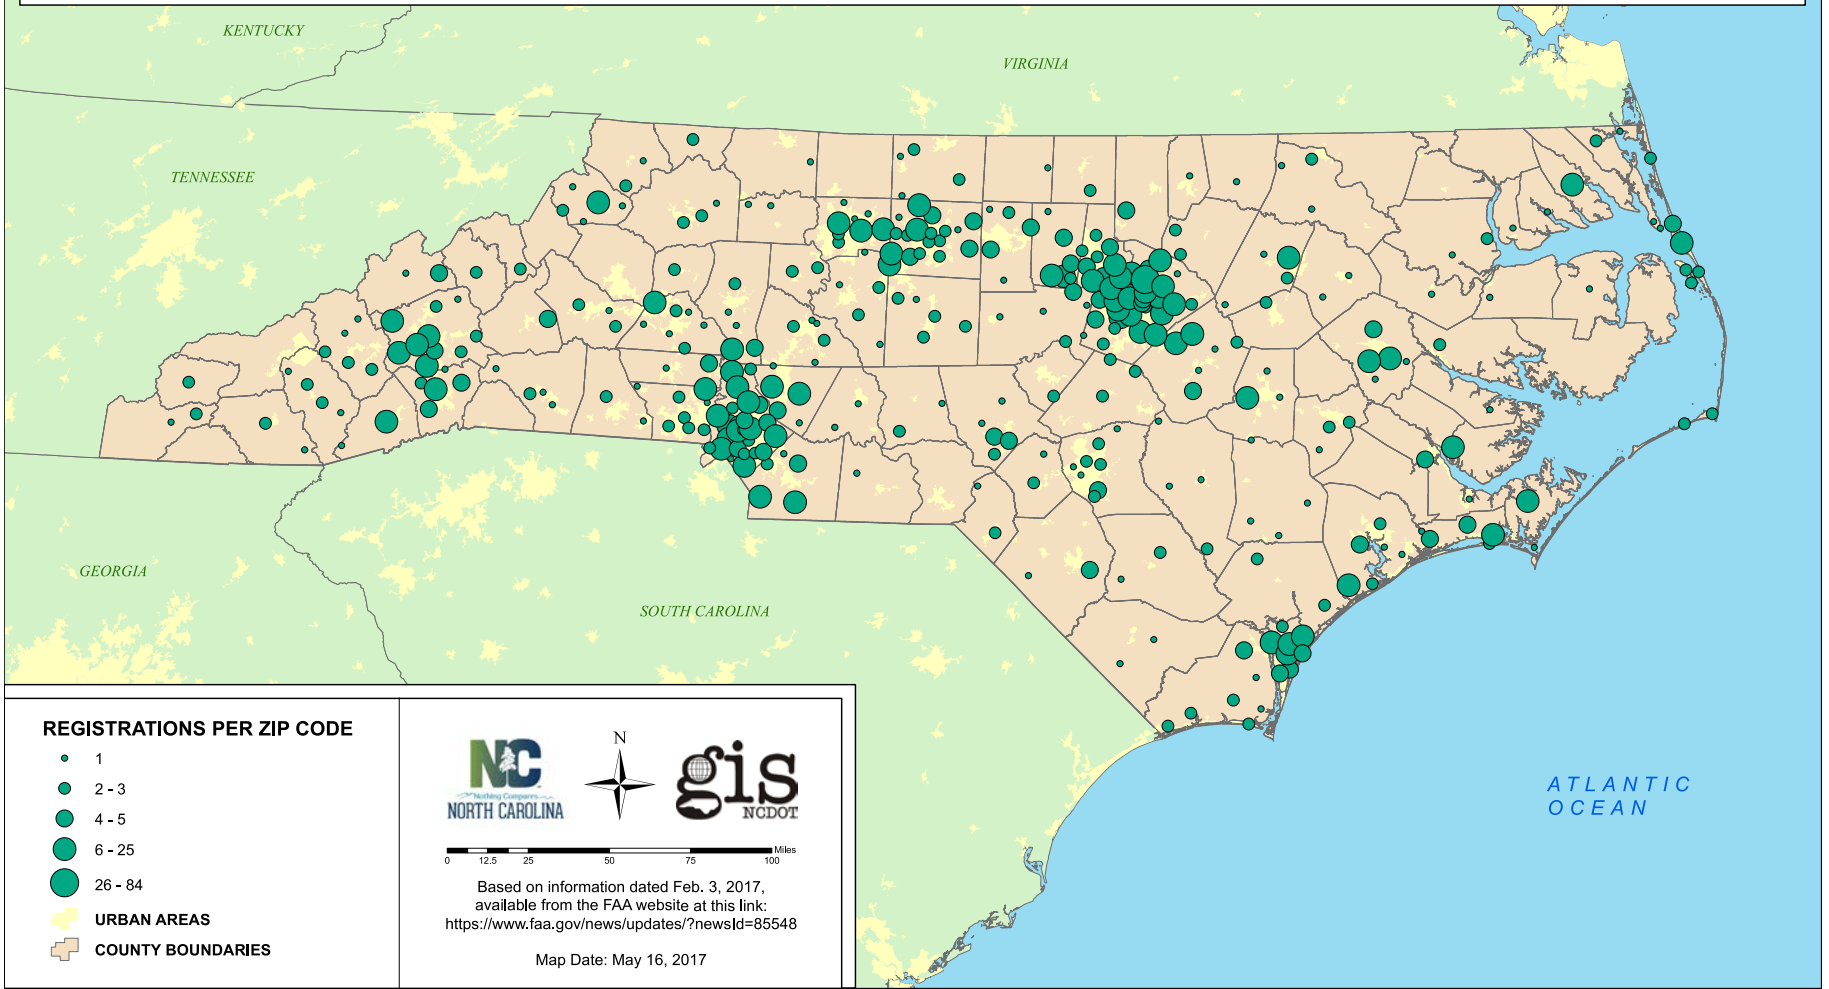 KENTUCKY
VIRGINIA
TENNESSEE
GEORGIA
SOUTH CAROLINA
ATLANTIC
OCEAN
REGISTRATIONS PER ZIP CODE
1
2 - 3
4 - 5
6 - 25
26 - 84
URBAN AREAS
COUNTY BOUNDARIES
NC
Nothing Compares
NORTH CAROLINA
N
gis
NCDOT
0 12.5 25 50 75 100 Miles
Based on information dated Feb. 3, 2017,
available from the FAA website at this link:
https://www.faa.gov/news/updates/?newsId=85548
Map Date: May 16, 2017